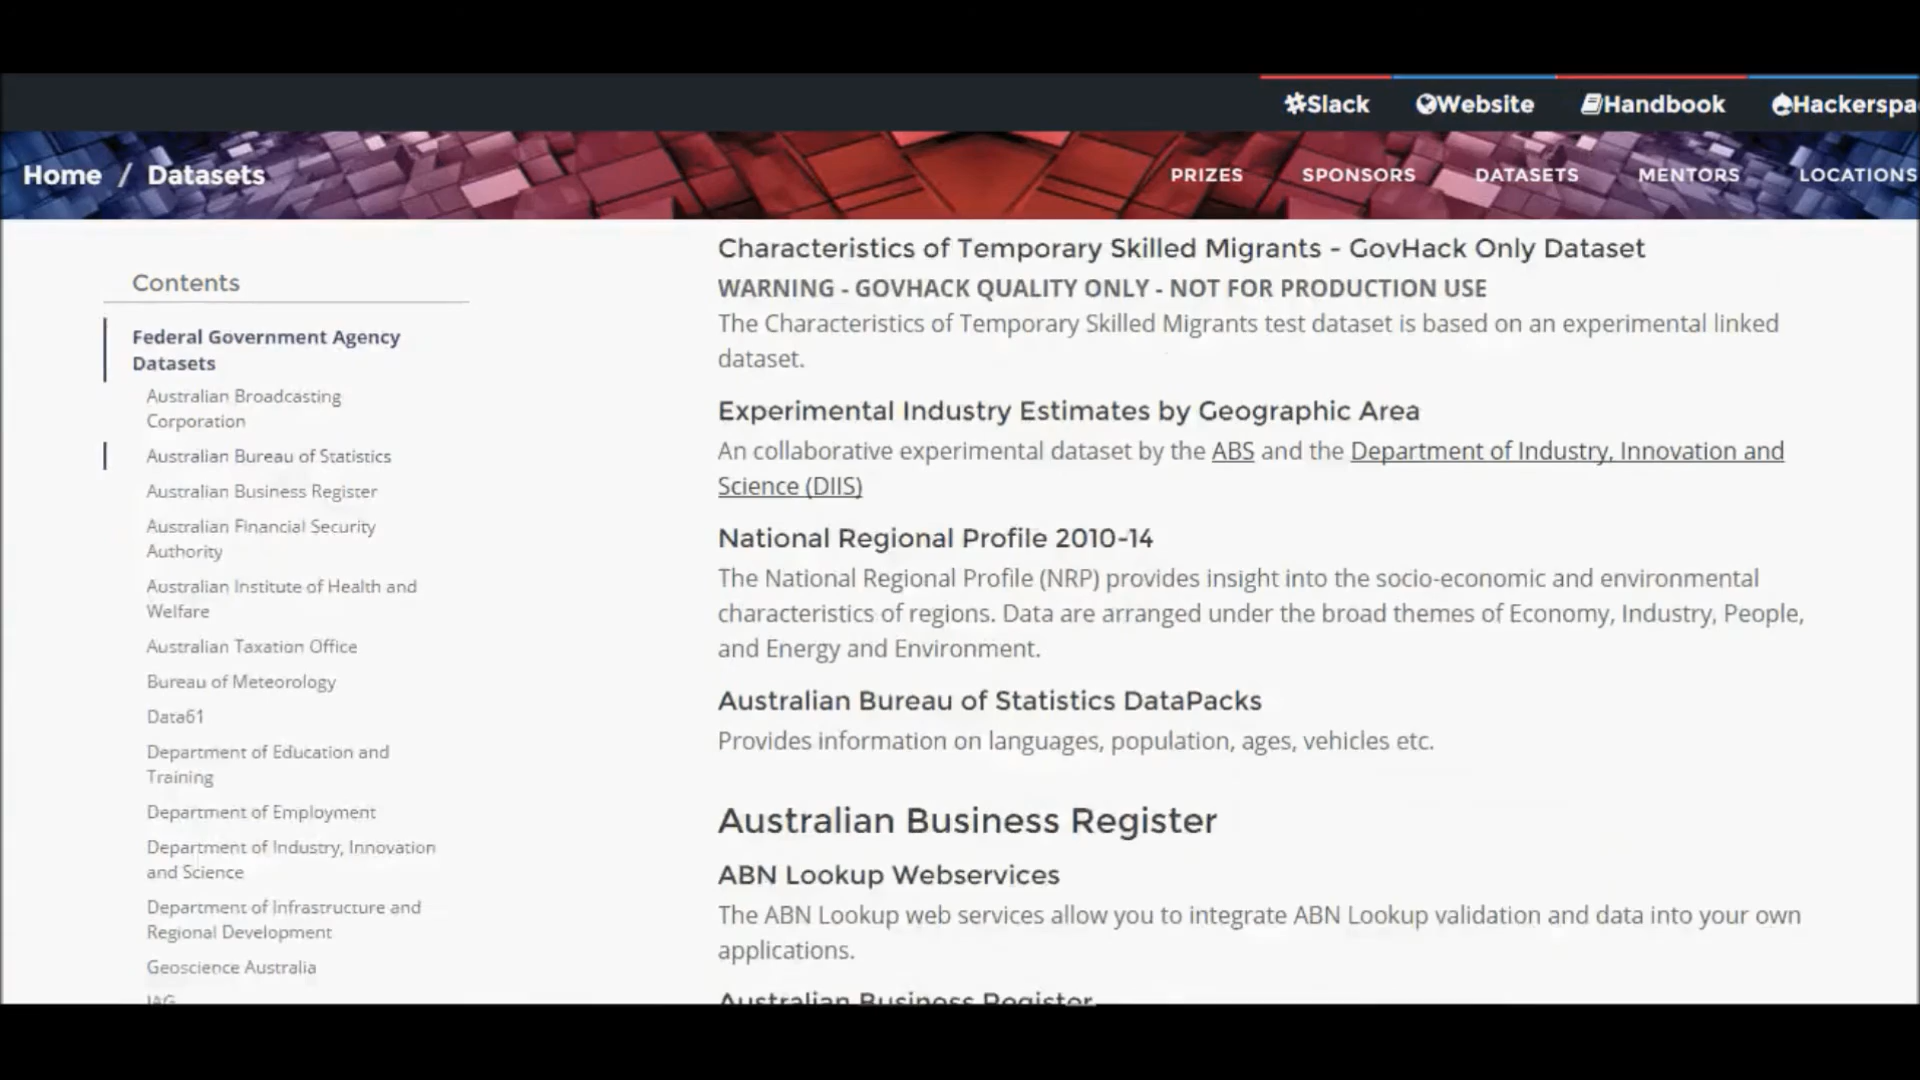 Slack Website Handbook Hackerspa
Home / Datasets
PRIZES SPONSORS DATASETS MENTORS LOCATIONS
Contents
Federal Government Agency
Datasets
Australian Broadcasting
Corporation
Australian Bureau of Statistics
Australian Business Register
Australian Financial Security
Authority
Australian Institute of Health and
Welfare
Australian Taxation Office
Bureau of Meteorology
Data61
Department of Education and
Training
Department of Employment
Department of Industry, Innovation
and Science
Department of Infrastructure and
Regional Development
Geoscience Australia
IAG
Characteristics of Temporary Skilled Migrants - GovHack Only Dataset
WARNING - GOVHACK QUALITY ONLY - NOT FOR PRODUCTION USE
The Characteristics of Temporary Skilled Migrants test dataset is based on an experimental linked
dataset.
Experimental Industry Estimates by Geographic Area
An collaborative experimental dataset by the ABS and the Department of Industry, Innovation and
Science (DIIS)
National Regional Profile 2010-14
The National Regional Profile (NRP) provides insight into the socio-economic and environmental
characteristics of regions. Data are arranged under the broad themes of Economy, Industry, People,
and Energy and Environment.
Australian Bureau of Statistics DataPacks
Provides information on languages, population, ages, vehicles etc.
Australian Business Register
ABN Lookup Webservices
The ABN Lookup web services allow you to integrate ABN Lookup validation and data into your own
applications.
Australian Business Register